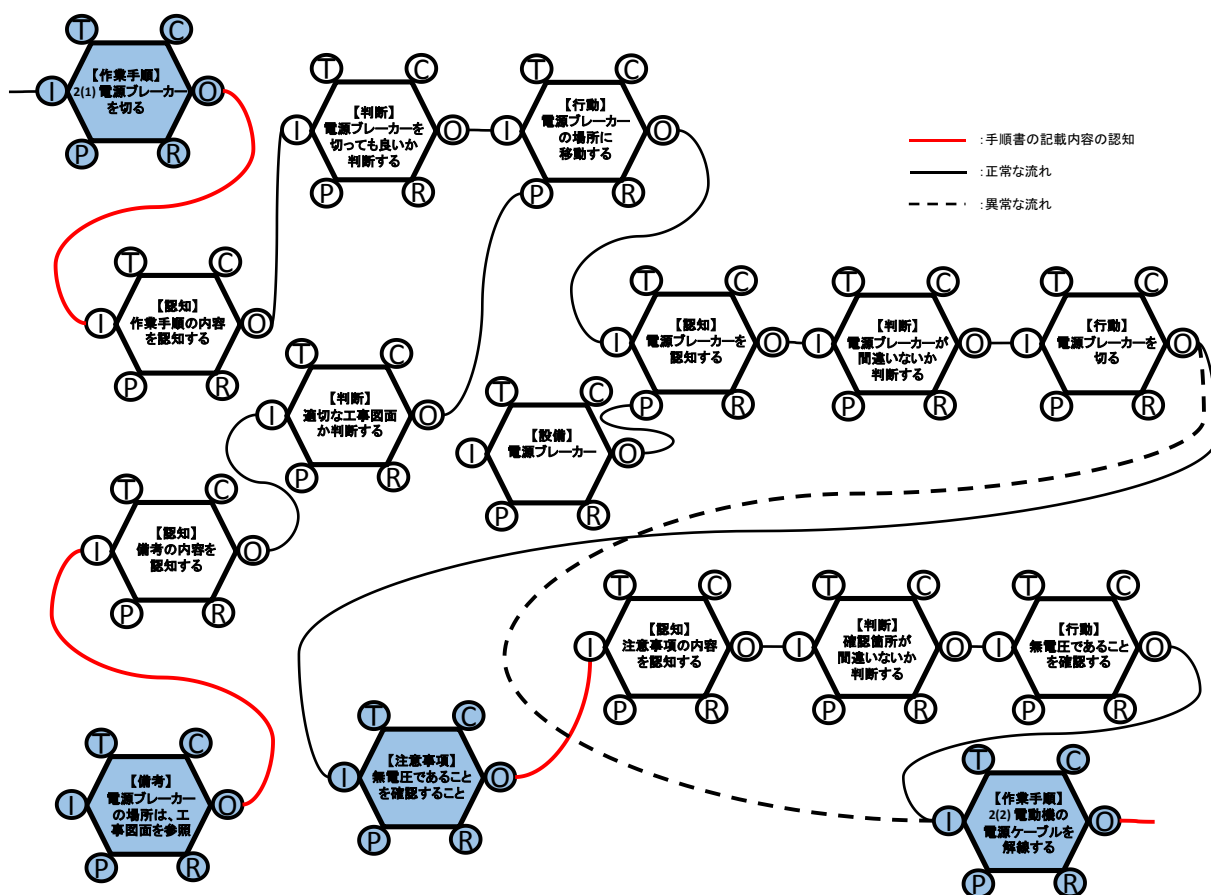 T
C
I
【作業手順】
2(1) 電源ブレーカー
を切る
O
P
R
T
C
I
【判断】
電源ブレーカーを
切っても良いか
判断する
O
P
R
T
C
I
【行動】
電源ブレーカー
の場所に
移動する
O
P
R
:手順書の記載内容の認知
:正常な流れ
:異常な流れ
T
C
I
【認知】
作業手順の内容
を認知する
O
P
R
T
C
I
【認知】
電源ブレーカーを
認知する
O
P
R
T
C
I
【判断】
電源ブレーカーが
間違いないか
判断する
O
P
R
T
C
I
【行動】
電源ブレーカーを
切る
O
P
R
T
C
I
【判断】
適切な工事図面
か判断する
O
P
R
T
C
I
【設備】
電源ブレーカー
O
P
R
T
C
I
【認知】
備考の内容を
認知する
O
P
R
T
C
I
【認知】
注意事項の内容
を認知する
O
P
R
T
C
I
【判断】
確認箇所が
間違いないか
判断する
O
P
R
T
C
I
【行動】
無電圧であること
を確認する
O
P
R
T
C
I
【備考】
電源ブレーカー
の場所は、工
事図面を参照
O
P
R
T
C
I
【注意事項】
無電圧であること
を確認すること
O
P
R
T
C
I
【作業手順】
2(2) 電動機の
電源ケーブルを
解線する
O
P
R